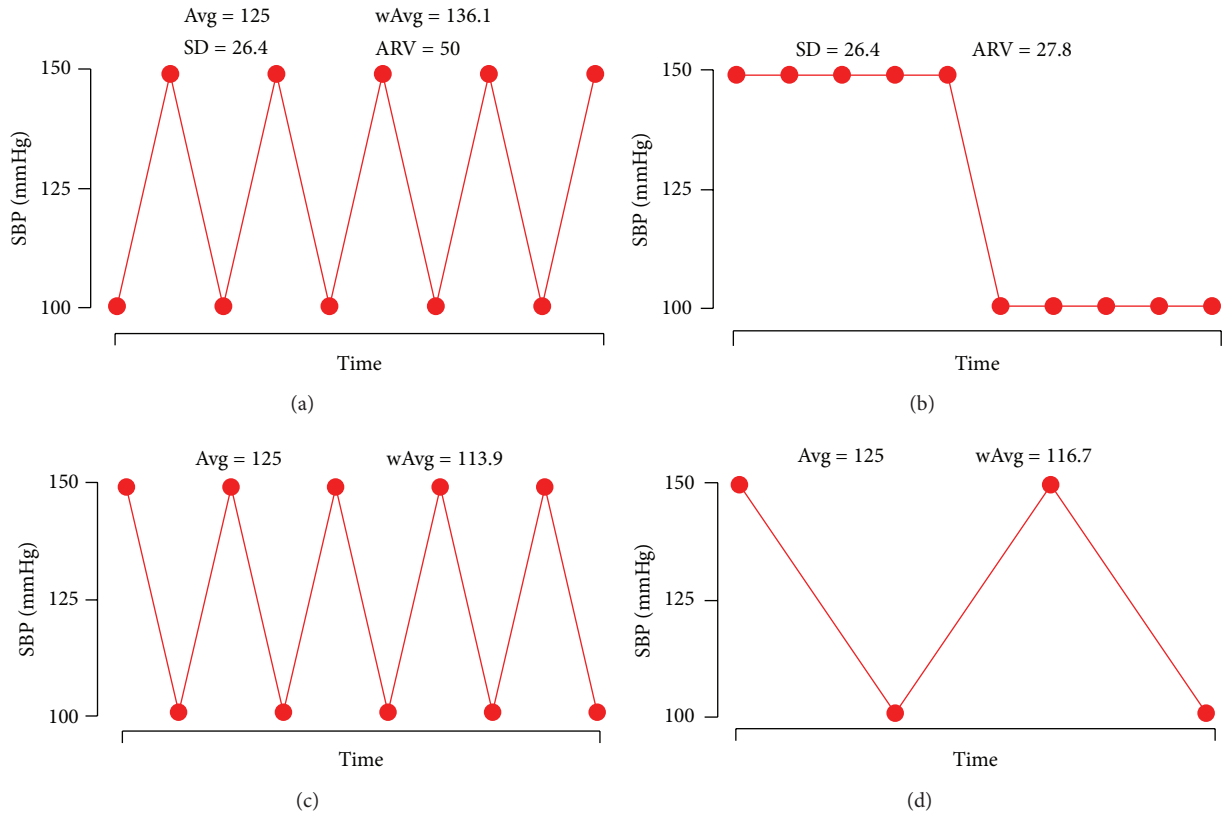 Avg = 125 wAvg = 136.1
SD = 26.4 ARV = 50
150
125
100
SBP (mmHg)
Time
(a)
SD = 26.4 ARV = 27.8
150
125
100
SBP (mmHg)
Time
(b)
Avg = 125 wAvg = 113.9
150
125
100
SBP (mmHg)
Time
(c)
Avg = 125 wAvg = 116.7
150
125
100
SBP (mmHg)
Time
(d)